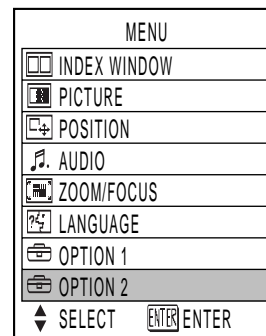 MENU
INDEX WINDOW
PICTURE
POSITION
AUDIO
ZOOM/FOCUS
LANGUAGE
OPTION 1
OPTION 2
SELECT ENTER ENTER